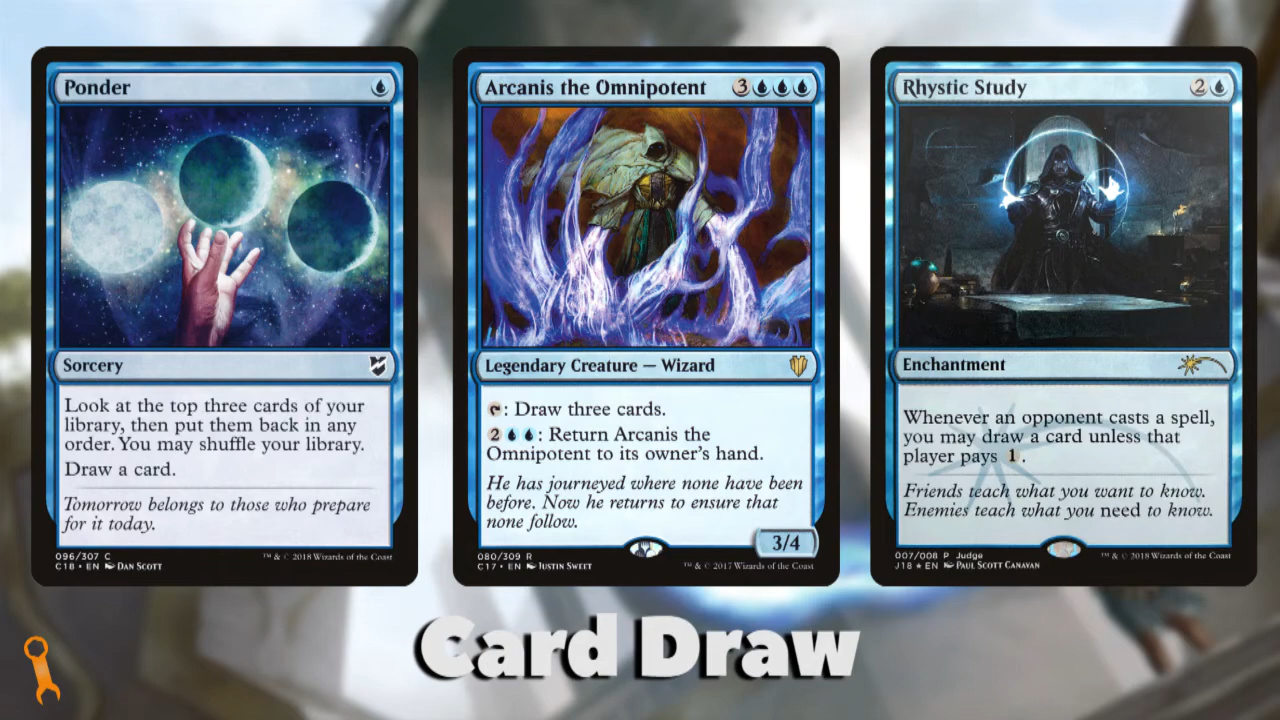 Ponder
Sorcery
Look at the top three cards of your
library, then put them back in any
order. You may shuffle your library.
Draw a card.
Tomorrow belongs to those who prepare
for it today.
096/307 C
C18 • EN DAN SCOTT
™ & © 2018 Wizards of the Coast
Arcanis the Omnipotent
3
Legendary Creature — Wizard
: Draw three cards.
2 : Return Arcanis the
Omnipotent to its owner's hand.
He has journeyed where none have been
before. Now he returns to ensure that
none follow.
3/4
080/309 R
C17 • EN JUSTIN SWEET
™ & © 2017 Wizards of the Coast
Rhystic Study
2
Enchantment
Whenever an opponent casts a spell,
you may draw a card unless that
player pays 1.
Friends teach what you want to know.
Enemies teach what you need to know.
007/008 P Judge
J18 ★ EN PAUL SCOTT CANAVAN
™ & © 2018 Wizards of the Coast
Card Draw